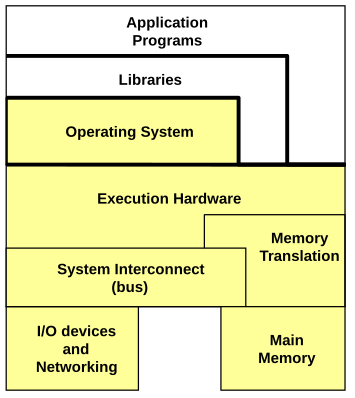 Application
Programs
Libraries
Operating System
Execution Hardware
Memory
Translation
System Interconnect
(bus)
I/O devices
and
Networking
Main
Memory